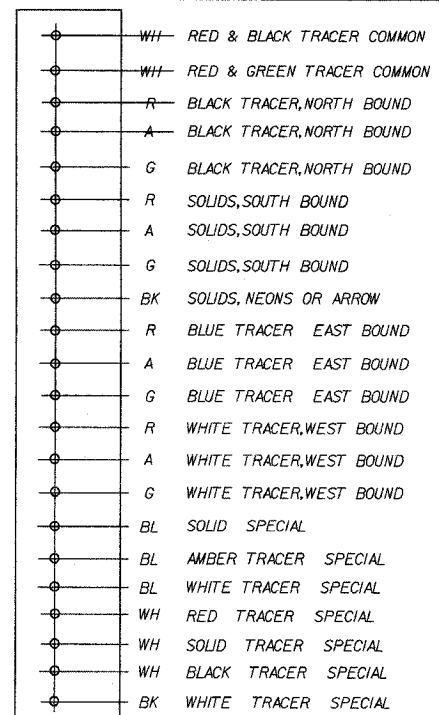 WH RED & BLACK TRACER COMMON
WH RED & GREEN TRACER COMMON
R BLACK TRACER, NORTH BOUND
A BLACK TRACER, NORTH BOUND
G BLACK TRACER, NORTH BOUND
R SOLIDS, SOUTH BOUND
A SOLIDS, SOUTH BOUND
G SOLIDS, SOUTH BOUND
BK SOLIDS, NEONS OR ARROW
R BLUE TRACER EAST BOUND
A BLUE TRACER EAST BOUND
G BLUE TRACER EAST BOUND
R WHITE TRACER, WEST BOUND
A WHITE TRACER, WEST BOUND
G WHITE TRACER, WEST BOUND
BL SOLID SPECIAL
BL AMBER TRACER SPECIAL
BL WHITE TRACER SPECIAL
WH RED TRACER SPECIAL
WH SOLID TRACER SPECIAL
WH BLACK TRACER SPECIAL
BK WHITE TRACER SPECIAL